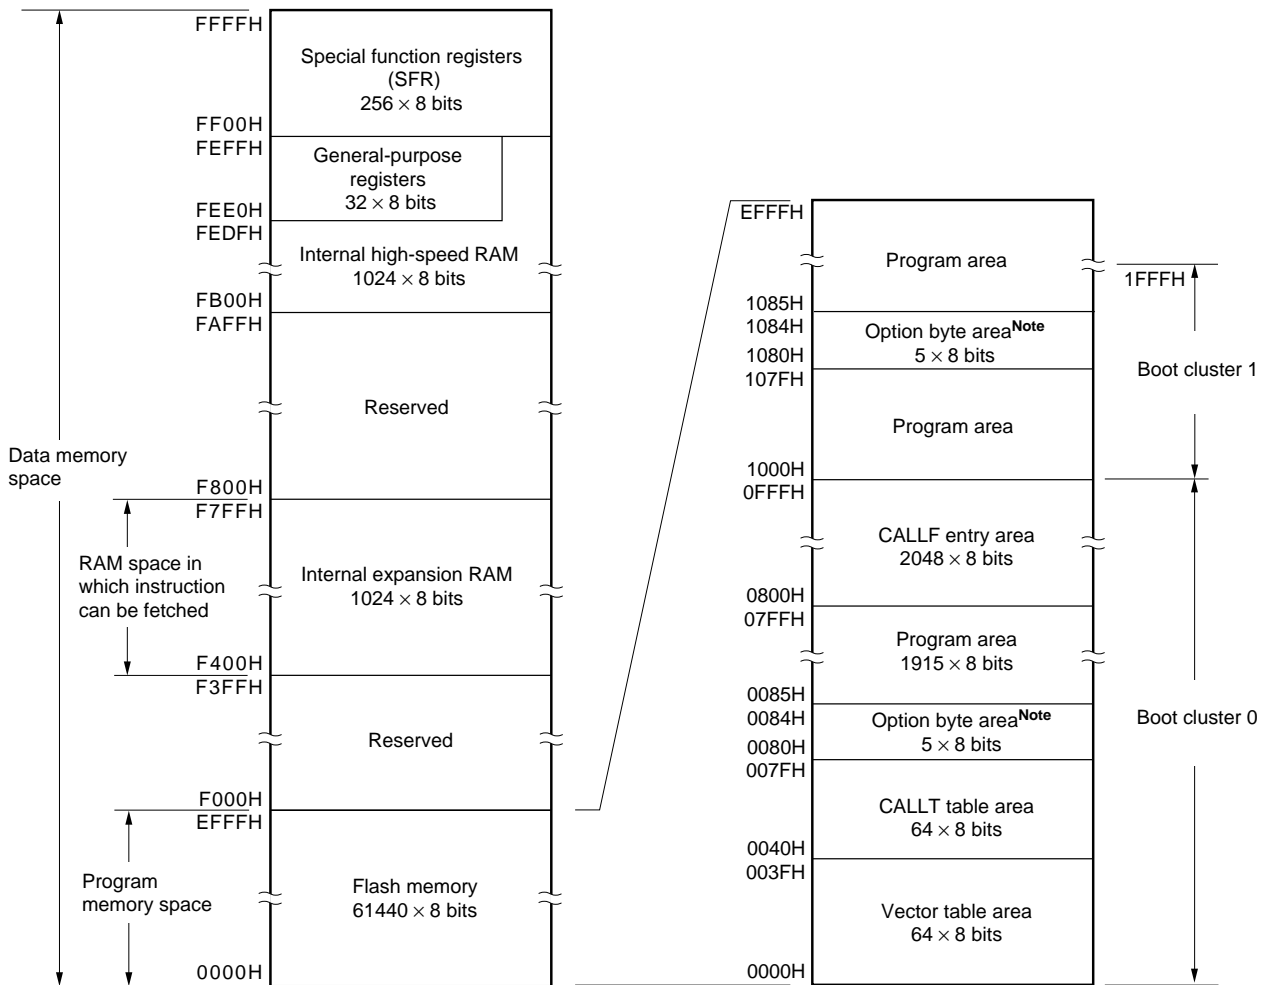 FFFFH
Special function registers
(SFR)
256 × 8 bits
FF00H
FEFFH
General-purpose
registers
32 × 8 bits
FEE0H
FEDFH
Internal high-speed RAM
1024 × 8 bits
FB00H
FAFFH
Reserved
Data memory
space
F800H
F7FFH
RAM space in
which instruction
can be fetched
Internal expansion RAM
1024 × 8 bits
F400H
F3FFH
Reserved
F000H
EFFFH
Program
memory space
Flash memory
61440 × 8 bits
0000H
EFFFH
Program area
1FFFH
1085H
1084H
Option byte areaNote
5 × 8 bits
1080H
107FH
Boot cluster 1
Program area
1000H
0FFFH
CALLF entry area
2048 × 8 bits
0800H
07FFH
Program area
1915 × 8 bits
0085H
0084H
Option byte areaNote
5 × 8 bits
0080H
007FH
Boot cluster 0
CALLT table area
64 × 8 bits
0040H
003FH
Vector table area
64 × 8 bits
0000H